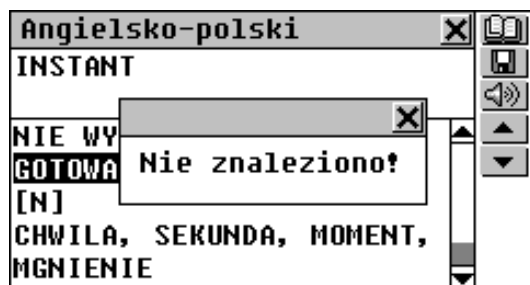 Angielsko-polski
INSTANT
Nie znaleziono!
NIE WY
GOTOWA
[N]
CHWILA, SEKUNDA, MOMENT,
MGNIENIE